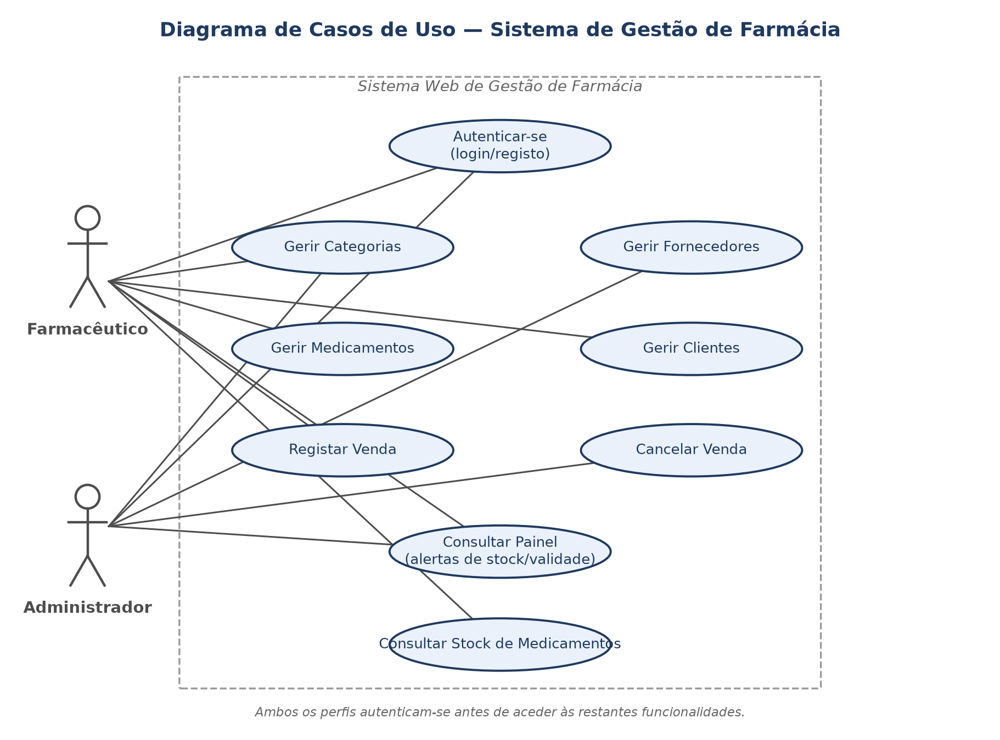 Diagrama de Casos de Uso — Sistema de Gestão de Farmácia
Sistema Web de Gestão de Farmácia
Autenticar-se
(login/registo)
Gerir Categorias
Gerir Fornecedores
Farmacêutico
Gerir Medicamentos
Gerir Clientes
Registar Venda
Cancelar Venda
Consultar Painel
(alertas de stock/validade)
Administrador
Consultar Stock de Medicamentos
Ambos os perfis autenticam-se antes de aceder às restantes funcionalidades.